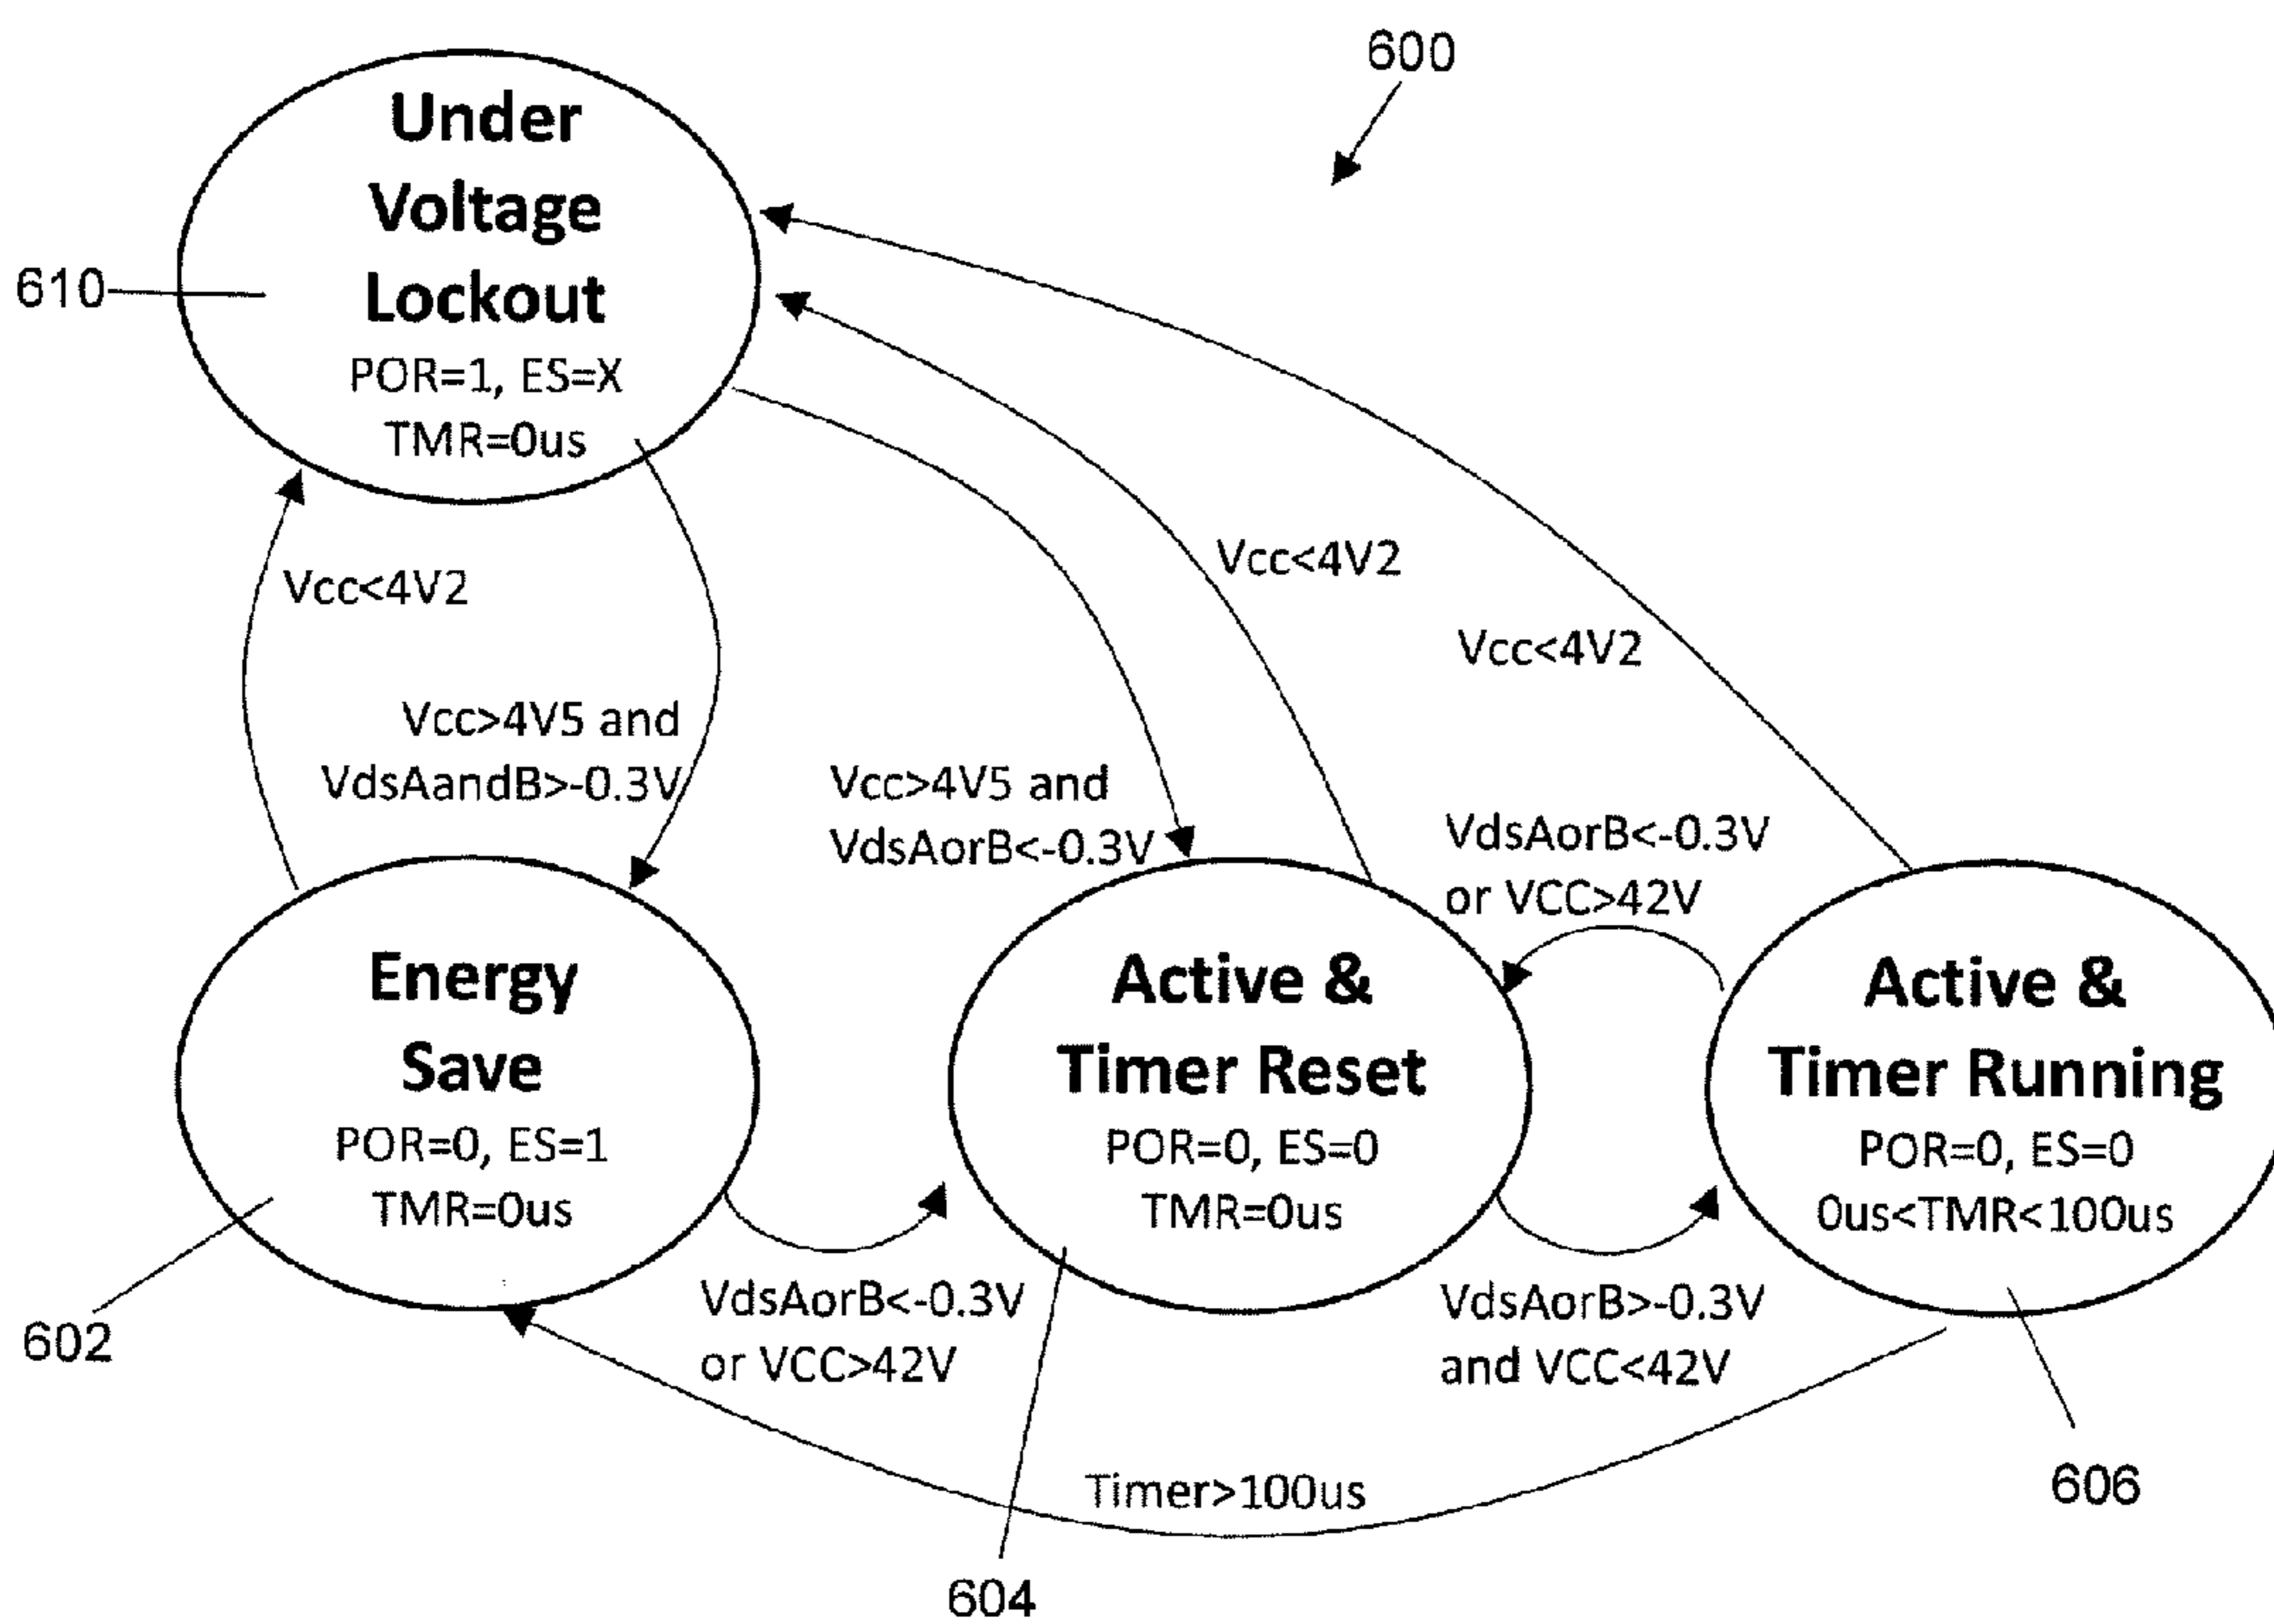 600
Under
Voltage
Lockout
POR=1, ES=X
TMR=0us
610
Vcc<4V2
Vcc>4V5 and
VdsAandB>-0.3V
Vcc>4V5 and
VdsAorB<-0.3V
Vcc<4V2
Vcc<4V2
VdsAorB<-0.3V
or VCC>42V
Energy
Save
POR=0, ES=1
TMR=0us
602
Active &
Timer Reset
POR=0, ES=0
TMR=0us
Active &
Timer Running
POR=0, ES=0
0us<TMR<100us
VdsAorB<-0.3V
or VCC>42V
VdsAorB>-0.3V
and VCC<42V
Timer>100us
604
606